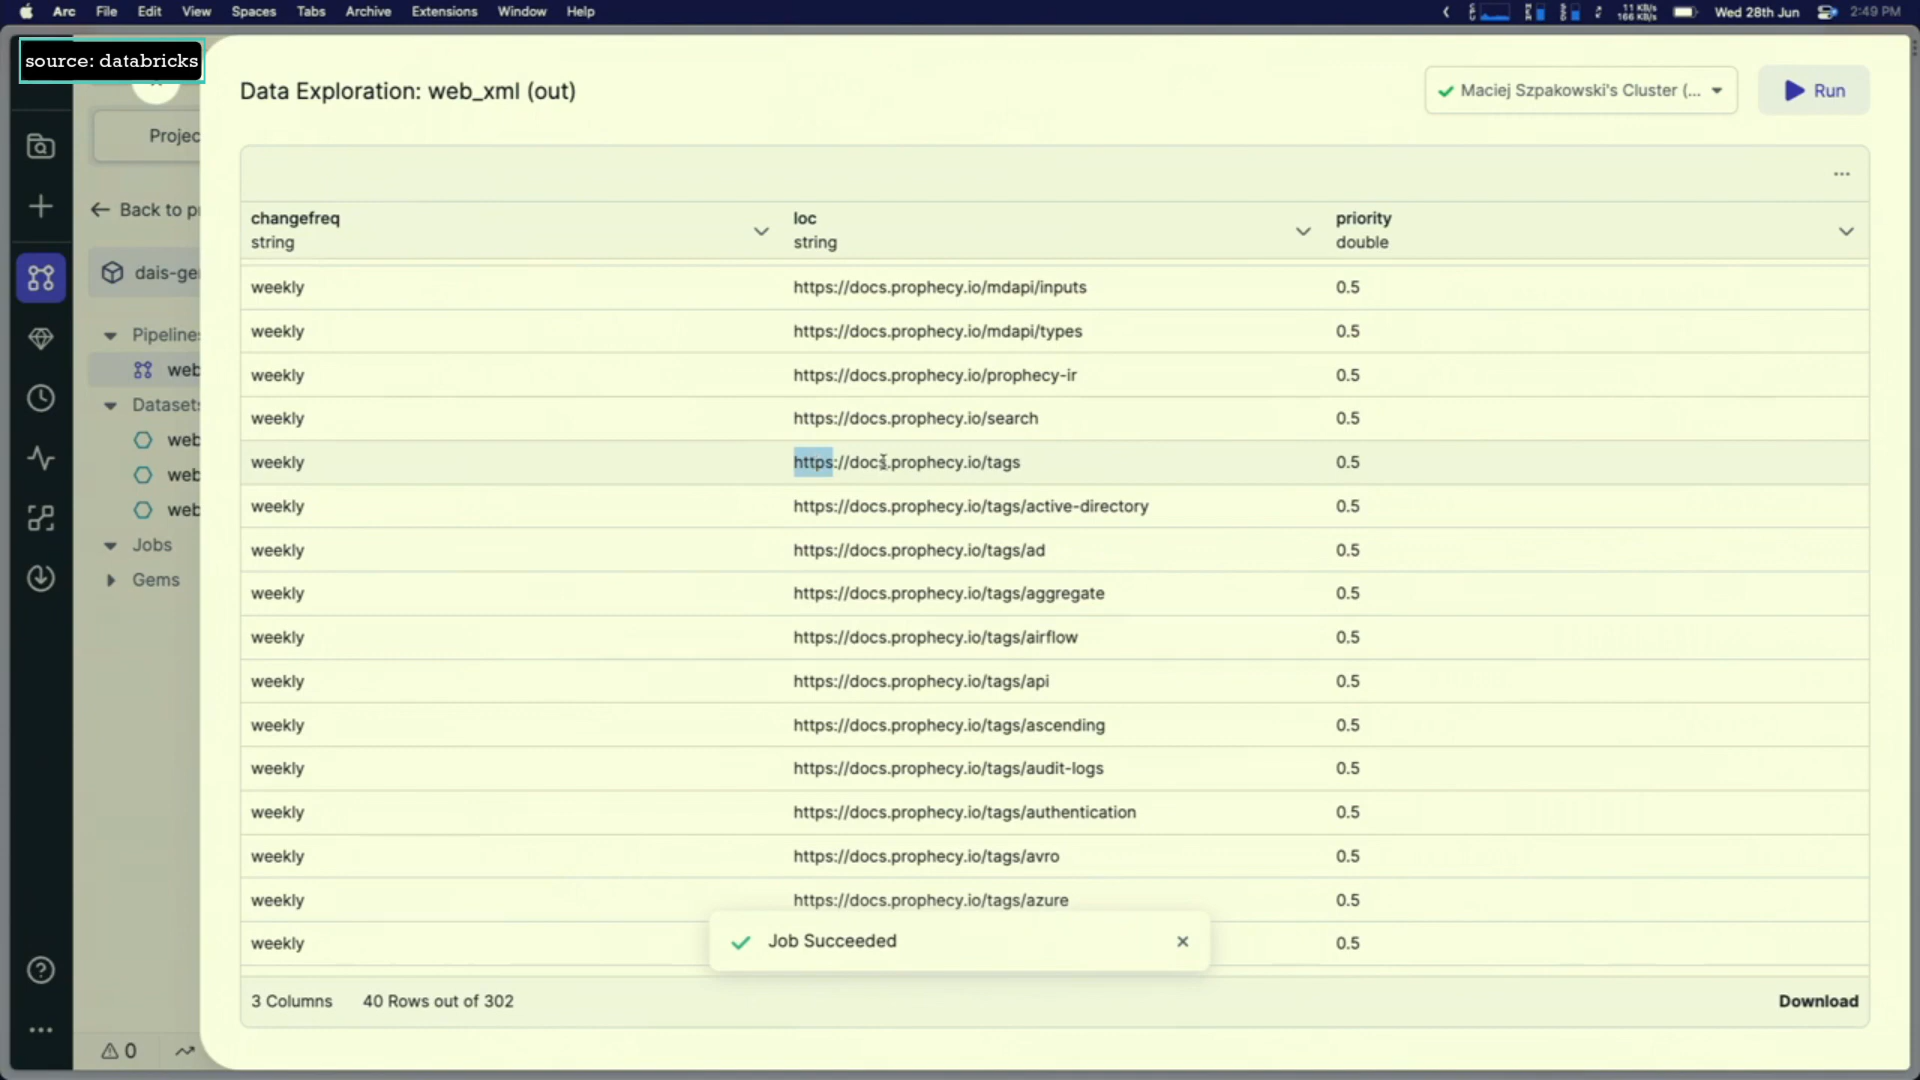 Arc File Edit View Spaces Tabs Archive Extensions Window Help
11 KB/s
166 KB/s
Wed 28th Jun 2:49 PM
source: databricks
Data Exploration: web_xml (out)
Maciej Szpakowski's Cluster (...
Run
Projec
Back to p
dais-ge
Pipeline
web
Dataset
web
web
web
Jobs
Gems
0
...
changefreq loc priority
string string double
weekly https://docs.prophecy.io/mdapi/inputs 0.5
weekly https://docs.prophecy.io/mdapi/types 0.5
weekly https://docs.prophecy.io/prophecy-ir 0.5
weekly https://docs.prophecy.io/search 0.5
weekly https://docs.prophecy.io/tags 0.5
weekly https://docs.prophecy.io/tags/active-directory 0.5
weekly https://docs.prophecy.io/tags/ad 0.5
weekly https://docs.prophecy.io/tags/aggregate 0.5
weekly https://docs.prophecy.io/tags/airflow 0.5
weekly https://docs.prophecy.io/tags/api 0.5
weekly https://docs.prophecy.io/tags/ascending 0.5
weekly https://docs.prophecy.io/tags/audit-logs 0.5
weekly https://docs.prophecy.io/tags/authentication 0.5
weekly https://docs.prophecy.io/tags/avro 0.5
weekly https://docs.prophecy.io/tags/azure 0.5
weekly 0.5
Job Succeeded
3 Columns 40 Rows out of 302 Download